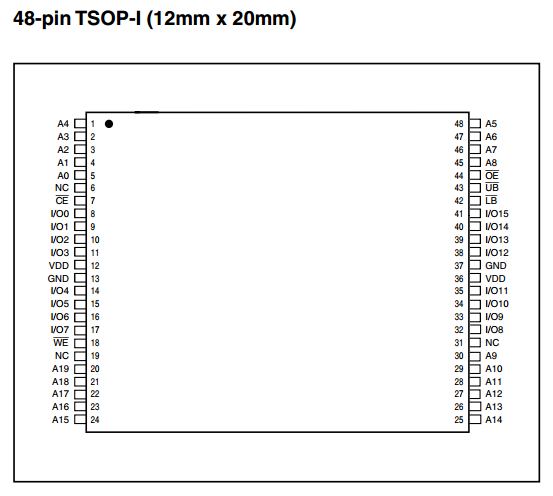 48-pin TSOP-I (12mm x 20mm)
A4 1 48 A5
A3 2 47 A6
A2 3 46 A7
A1 4 45 A8
A0 5 44 OE
NC 6 43 UB
CE 7 42 LB
I/O0 8 41 I/O15
I/O1 9 40 I/O14
I/O2 10 39 I/O13
I/O3 11 38 I/O12
VDD 12 37 GND
GND 13 36 VDD
I/O4 14 35 I/O11
I/O5 15 34 I/O10
I/O6 16 33 I/O9
I/O7 17 32 I/O8
WE 18 31 NC
NC 19 30 A9
A19 20 29 A10
A18 21 28 A11
A17 22 27 A12
A16 23 26 A13
A15 24 25 A14